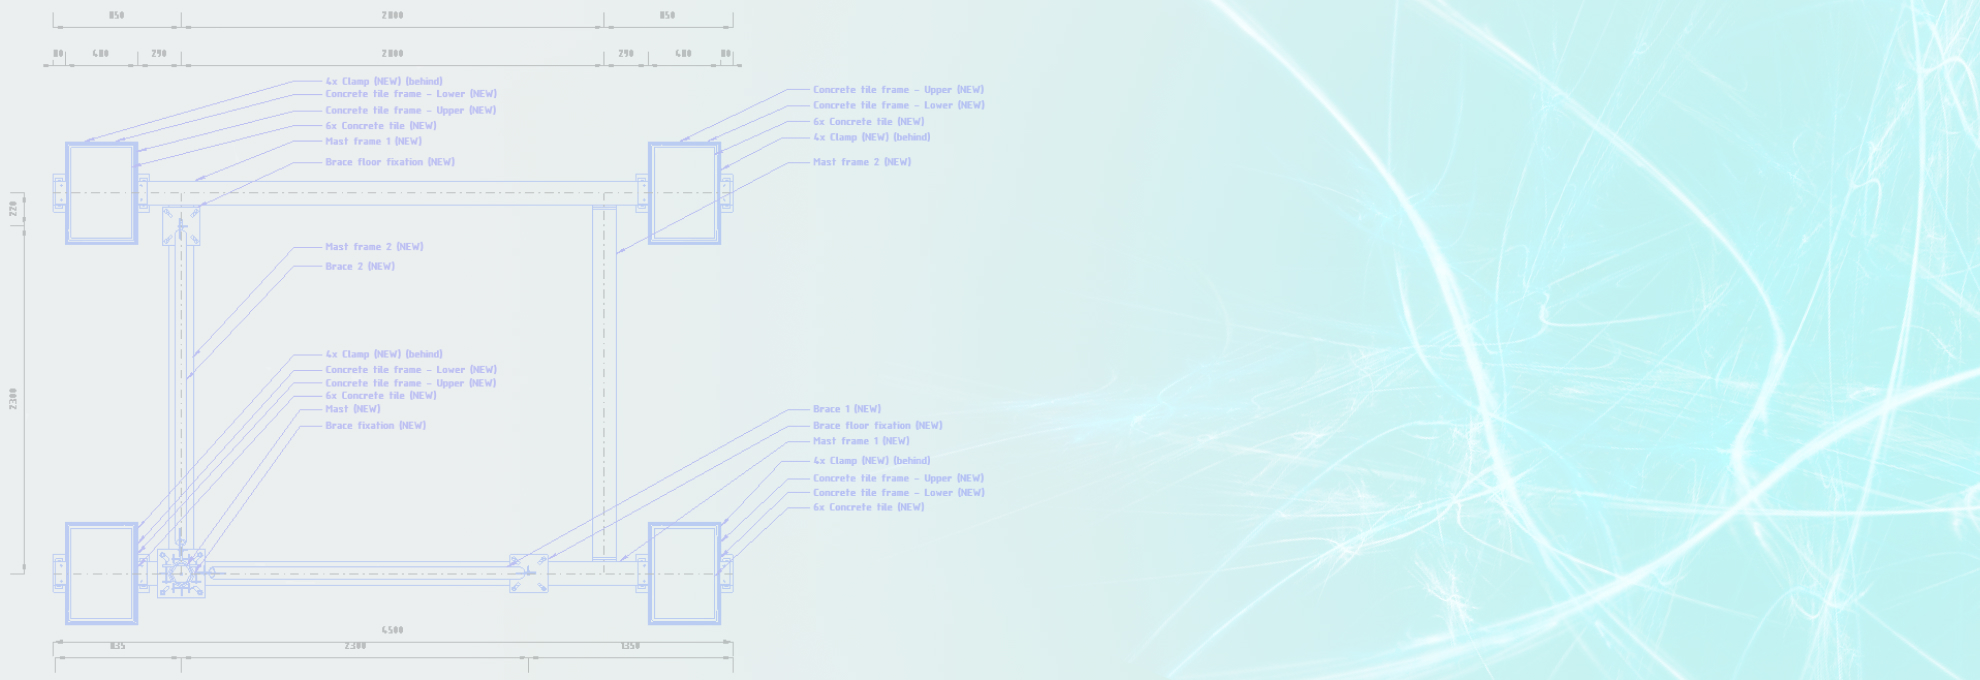 850 2800 850
80 480 290 2800 290 480 80
4x Clamp (NEW) (behind)
Concrete tile frame - Lower (NEW)
Concrete tile frame - Upper (NEW)
6x Concrete tile (NEW)
Mast frame 1 (NEW)
Brace floor fixation (NEW)
Concrete tile frame - Upper (NEW)
Concrete tile frame - Lower (NEW)
6x Concrete tile (NEW)
4x Clamp (NEW) (behind)
Mast frame 2 (NEW)
220
Mast frame 2 (NEW)
Brace 2 (NEW)
2300
4x Clamp (NEW) (behind)
Concrete tile frame - Lower (NEW)
Concrete tile frame - Upper (NEW)
6x Concrete tile (NEW)
Mast (NEW)
Brace fixation (NEW)
Brace 1 (NEW)
Brace floor fixation (NEW)
Mast frame 1 (NEW)
4x Clamp (NEW) (behind)
Concrete tile frame - Upper (NEW)
Concrete tile frame - Lower (NEW)
6x Concrete tile (NEW)
4500
835 2300 1350